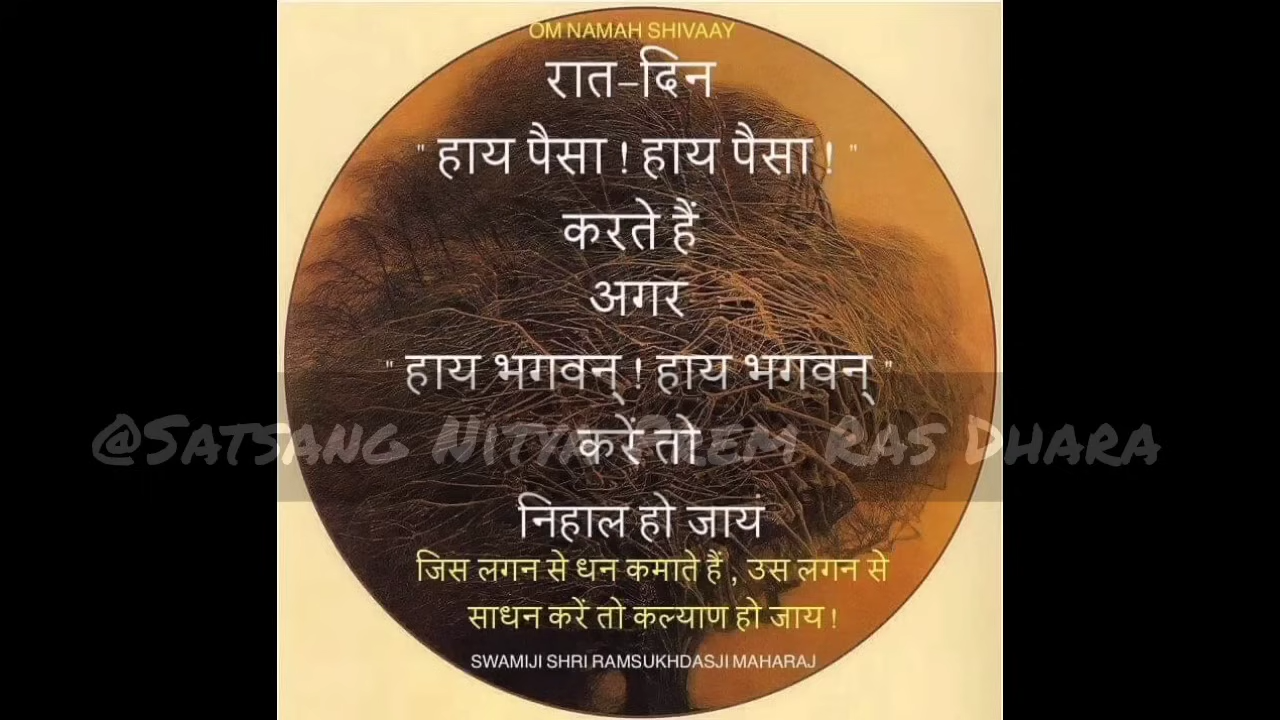 OM NAMAH SHIVAAY
रात–दिन
" हाय पैसा ! हाय पैसा ! "
करते हैं
अगर
" हाय भगवन् ! हाय भगवन् "
करें तो
@Satsang Nitya Prem Ras Dhara
निहाल हो जायं
जिस लगन से धन कमाते हैं , उस लगन से
साधन करें तो कल्याण हो जाय !
SWAMIJI SHRI RAMSUKHDASJI MAHARAJ